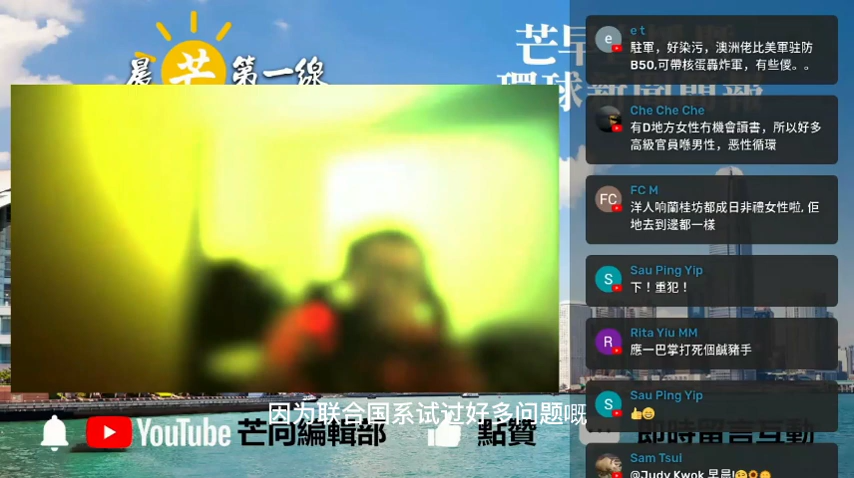 晨 芒 第一線
芒早
環球新聞
e t
駐軍，好染污，澳洲佬比美軍驻防
B50,可帶核蛋轟炸軍，有些傻。。
Che Che Che
有D地方女性冇機會讀書，所以好多
高級官員喺男性，恶性循環
FC M
洋人响蘭桂坊都成日非禮女性啦, 佢
地去到邊都一樣
Sau Ping Yip
下！重犯！
Rita Yiu MM
應一巴掌打死個鹹豬手
Sau Ping Yip
👍😄
Sam Tsui
@Judy Kwok 早晨!
因为联合国系试过好多问题嘅
YouTube 芒向編輯部 點贊 即時留言互動